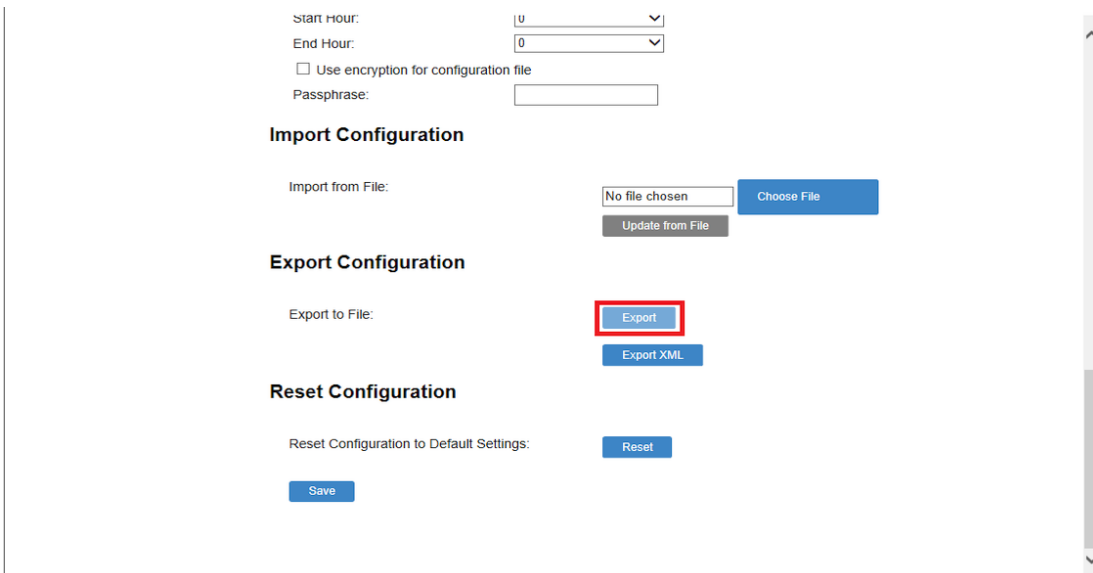 Start Hour: 0
End Hour: 0
Use encryption for configuration file
Passphrase:
Import Configuration
Import from File: No file chosen Choose File
Update from File
Export Configuration
Export to File: Export
Export XML
Reset Configuration
Reset Configuration to Default Settings: Reset
Save